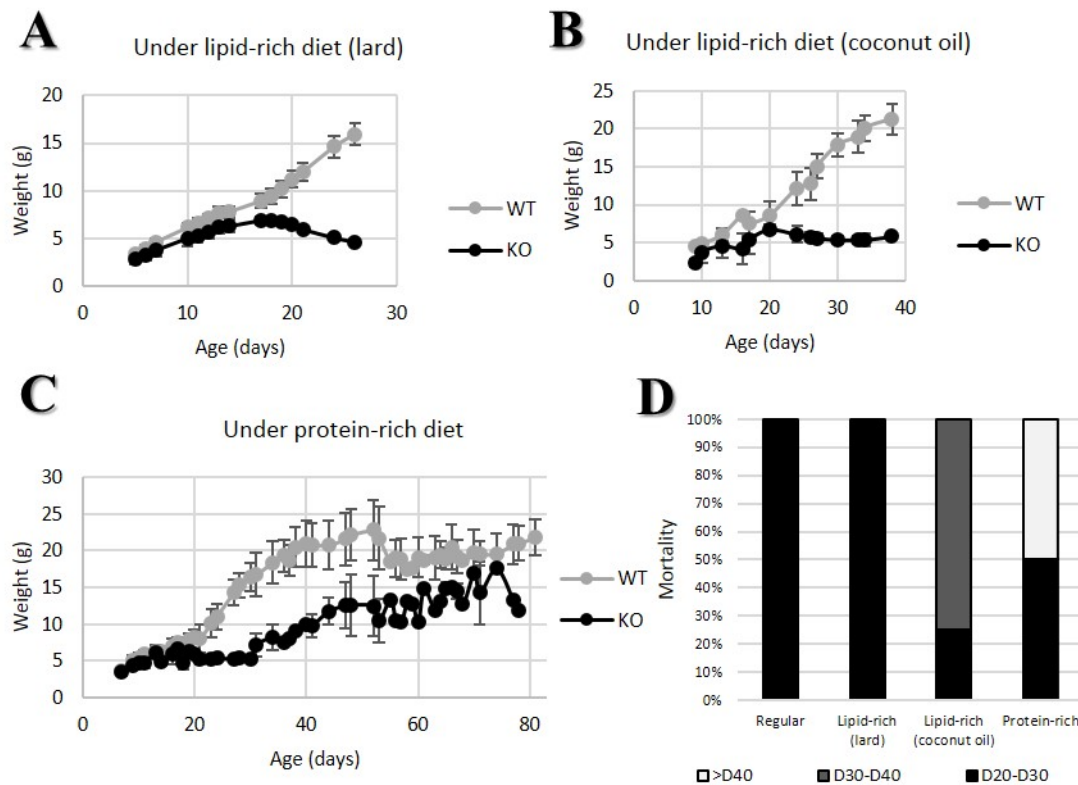 A
Under lipid-rich diet (lard)
20
15
10
5
0
Weight (g)
0 10 20 30
Age (days)
WT
KO
B
Under lipid-rich diet (coconut oil)
25
20
15
10
5
0
Weight (g)
0 10 20 30 40
Age (days)
WT
KO
C
Under protein-rich diet
30
25
20
15
10
5
0
Weight (g)
0 20 40 60 80
Age (days)
WT
KO
D
100%
90%
80%
70%
60%
50%
40%
30%
20%
10%
0%
Mortality
Regular
Lipid-rich
(lard)
Lipid-rich
(coconut oil)
Protein-rich
>D40 D30-D40 D20-D30